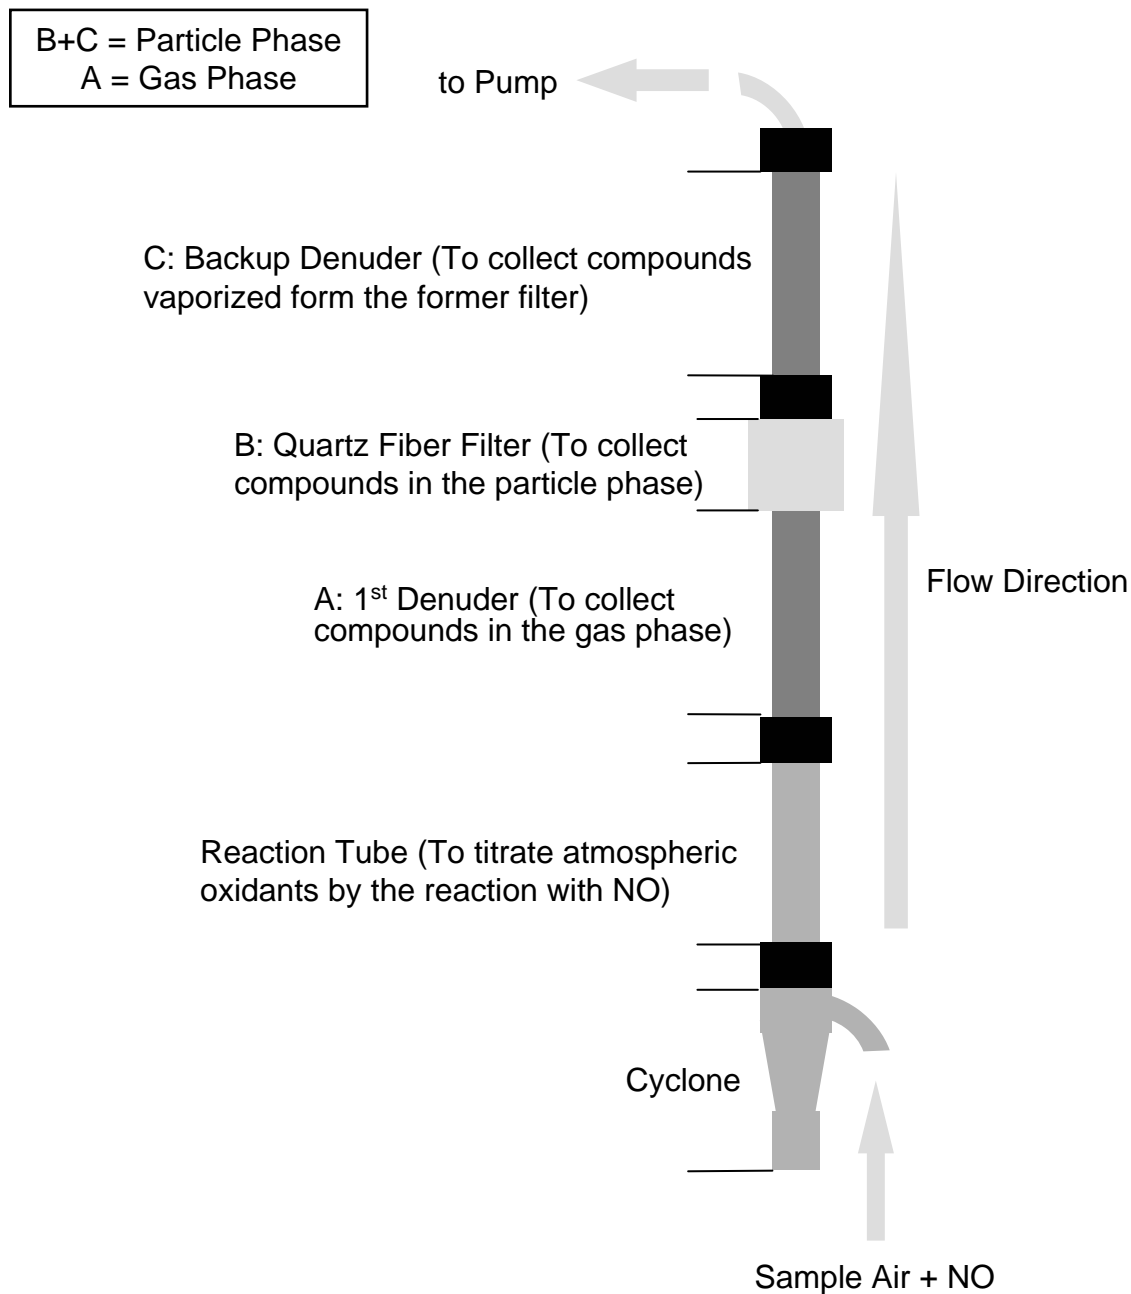 B+C = Particle Phase
A = Gas Phase
to Pump
C: Backup Denuder (To collect compounds
vaporized form the former filter)
B: Quartz Fiber Filter (To collect
compounds in the particle phase)
Flow Direction
A: 1st Denuder (To collect
compounds in the gas phase)
Reaction Tube (To titrate atmospheric
oxidants by the reaction with NO)
Cyclone
Sample Air + NO